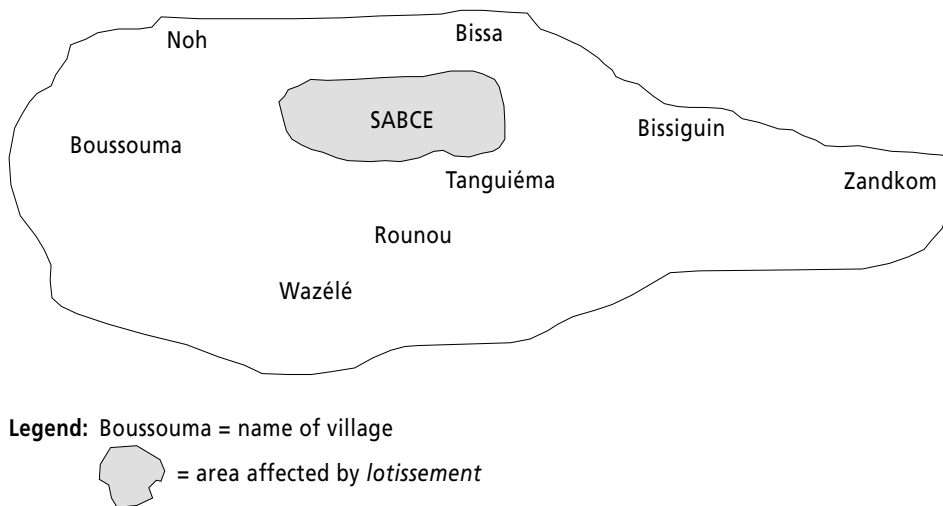 Noh
Bissa
SABCE
Bissiguin
Boussouma
Tanguiéma
Zandkom
Rounou
Wazélé
Legend: Boussouma = name of village
= area affected by lotissement